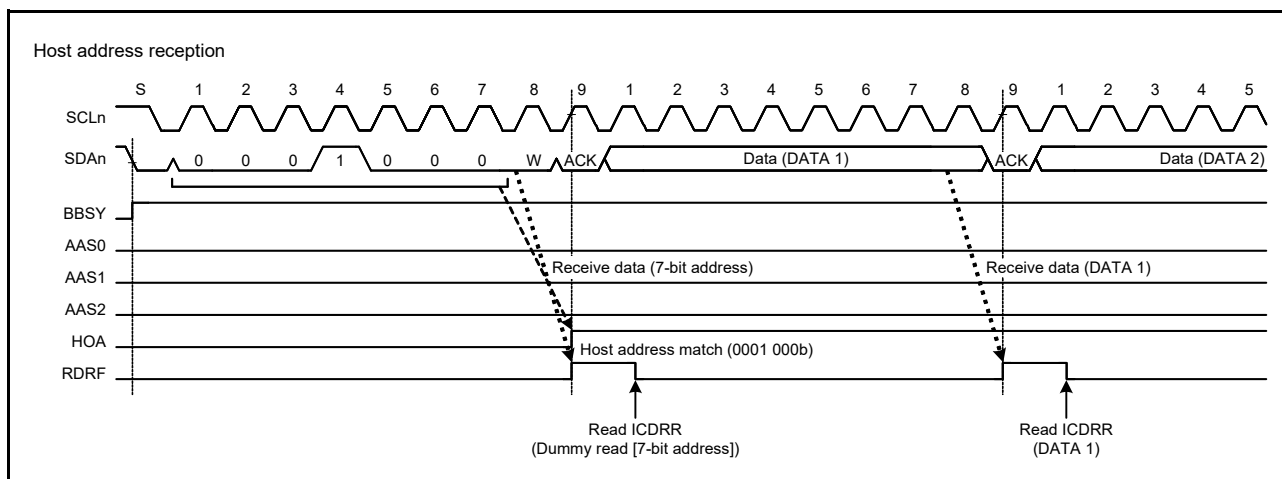 Host address reception
S 1 2 3 4 5 6 7 8 9 1 2 3 4 5 6 7 8 9 1 2 3 4 5
SCLn
SDAn 0 0 0 1 0 0 0 W ACK Data (DATA 1) ACK Data (DATA 2)
BBSY
AAS0
Receive data (7-bit address) Receive data (DATA 1)
AAS1
AAS2
HOA
Host address match (0001 000b)
RDRF
Read ICDRR Read ICDRR
(Dummy read [7-bit address]) (DATA 1)